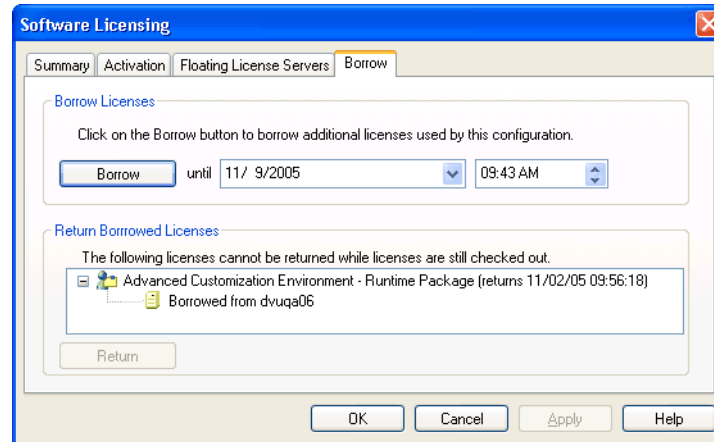 Software Licensing
Summary Activation Floating License Servers Borrow
Borrow Licenses
Click on the Borrow button to borrow additional licenses used by this configuration.
Borrow until 11/ 9/2005 09:43 AM
Return Borrrowed Licenses
The following licenses cannot be returned while licenses are still checked out.
Advanced Customization Environment - Runtime Package (returns 11/02/05 09:56:18)
Borrowed from dvuqa06
Return
OK Cancel Apply Help